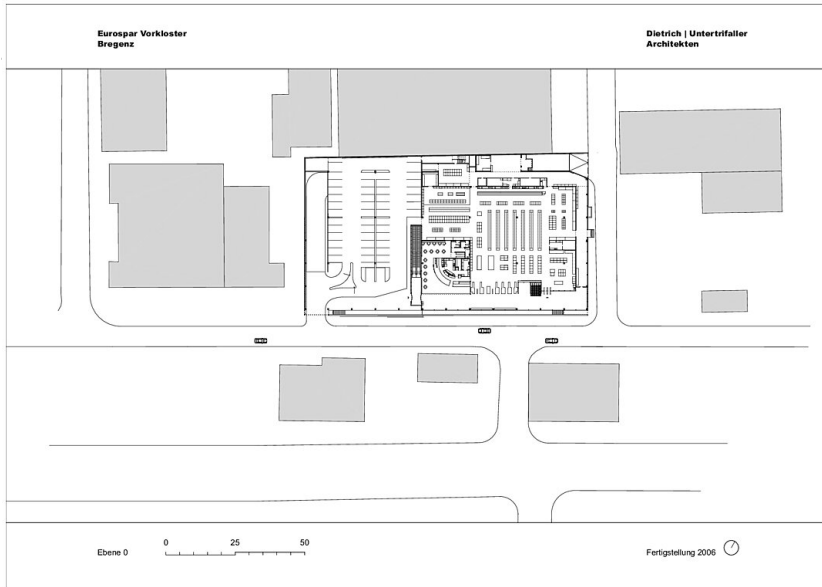 Eurospar Vorkloster
Bregenz
Dietrich | Untertrifaller
Architekten
0 25 50
Ebene 0
Fertigstellung 2006